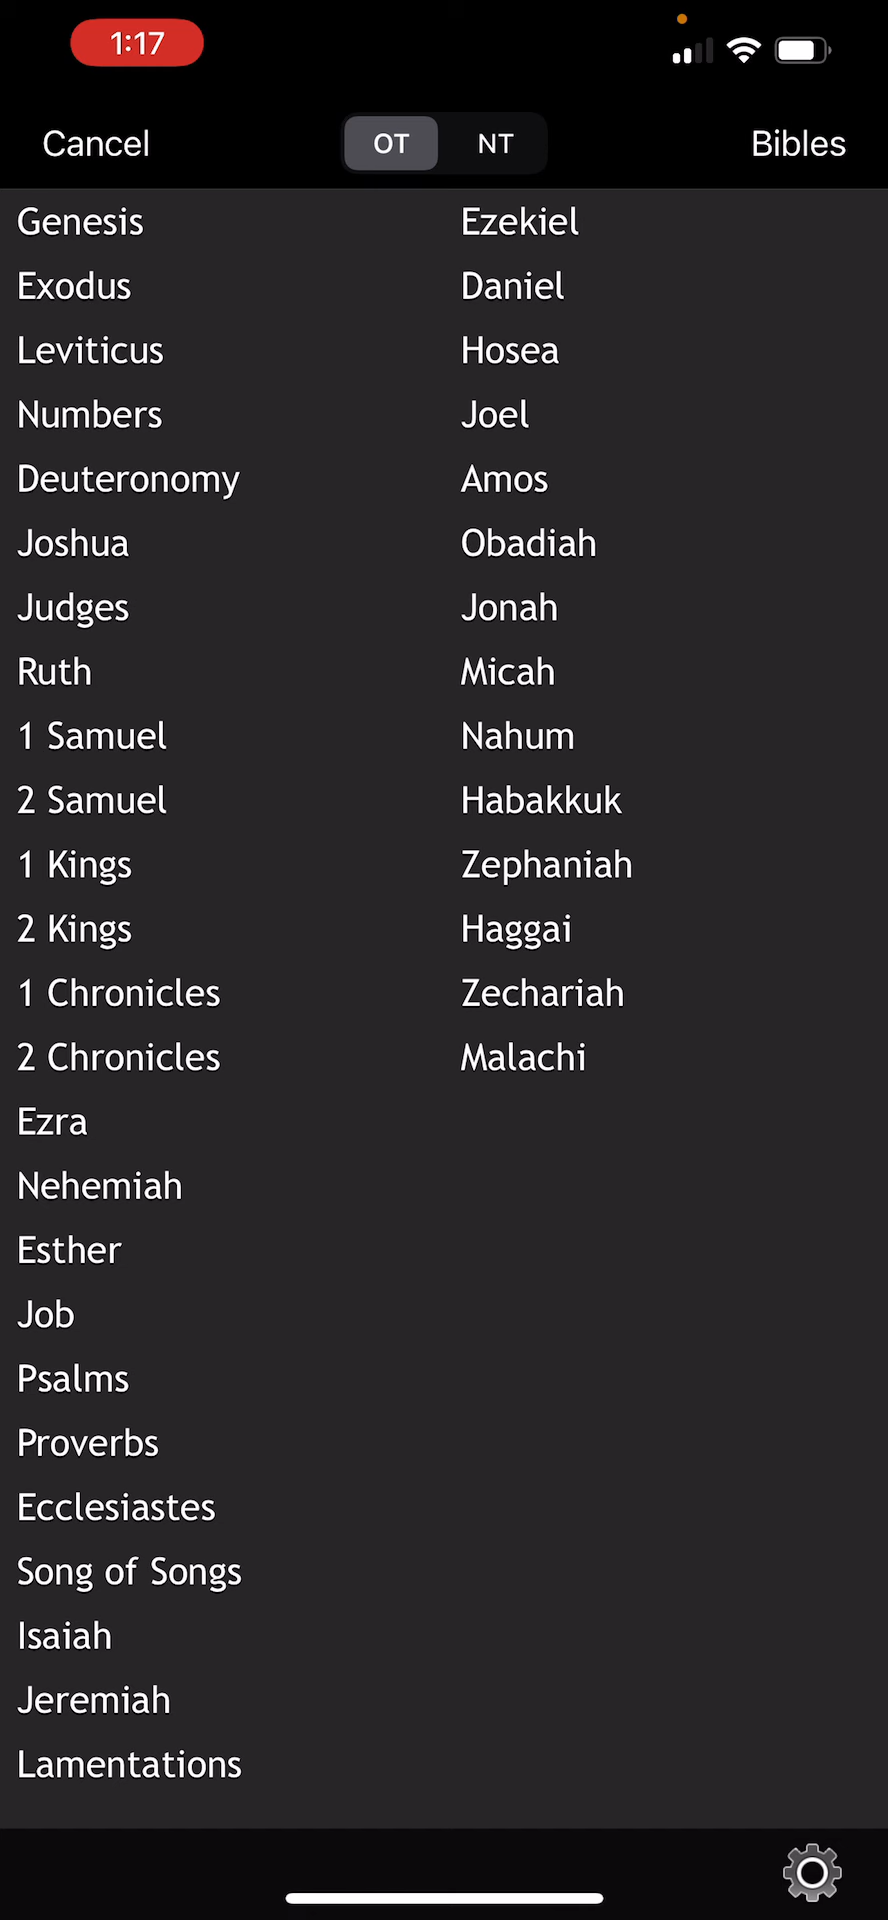 1:17
Cancel
OT
NT
Bibles
Genesis
Exodus
Leviticus
Numbers
Deuteronomy
Joshua
Judges
Ruth
1 Samuel
2 Samuel
1 Kings
2 Kings
1 Chronicles
2 Chronicles
Ezra
Nehemiah
Esther
Job
Psalms
Proverbs
Ecclesiastes
Song of Songs
Isaiah
Jeremiah
Lamentations
Ezekiel
Daniel
Hosea
Joel
Amos
Obadiah
Jonah
Micah
Nahum
Habakkuk
Zephaniah
Haggai
Zechariah
Malachi